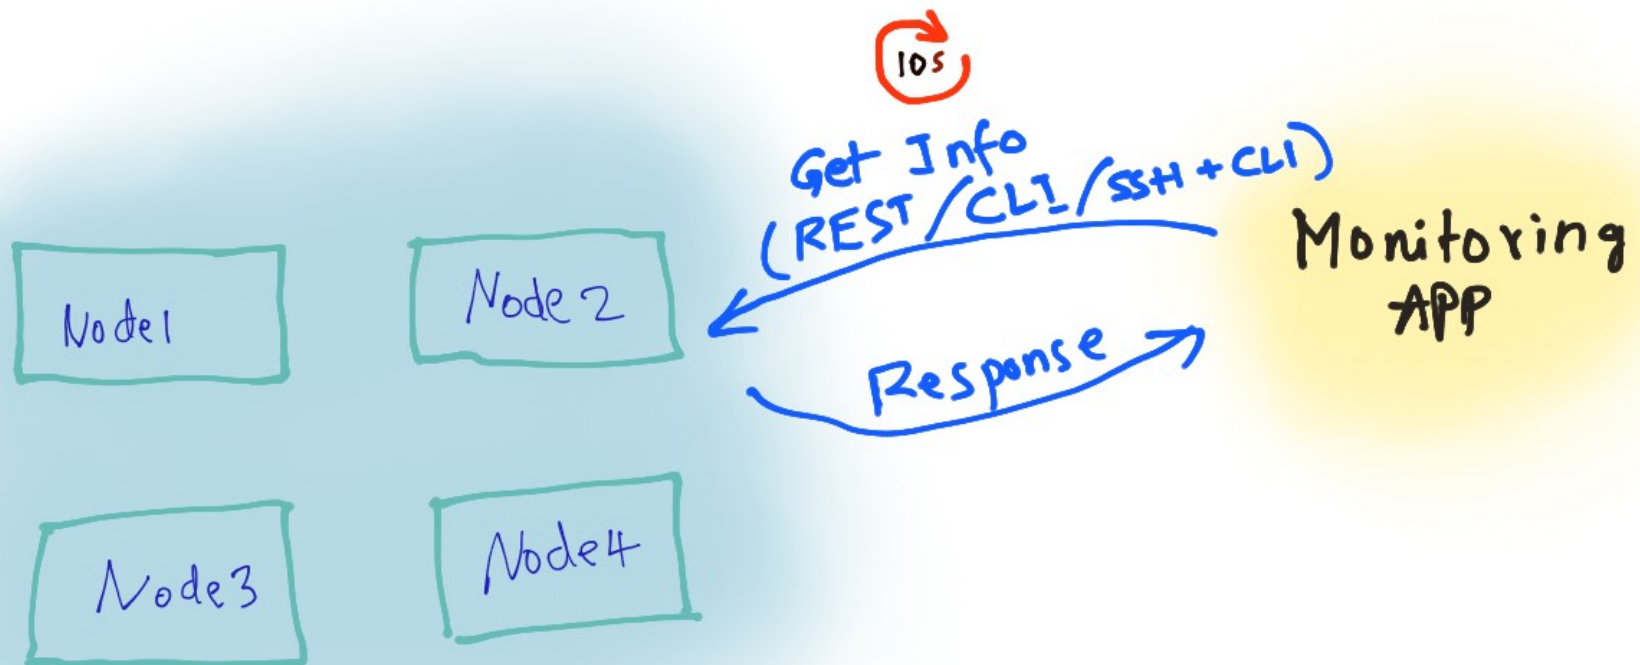 10s
Get Info
(REST/CLI/SSH+CLI)
Monitoring
APP
Node1
Node2
Response
Node3
Node4